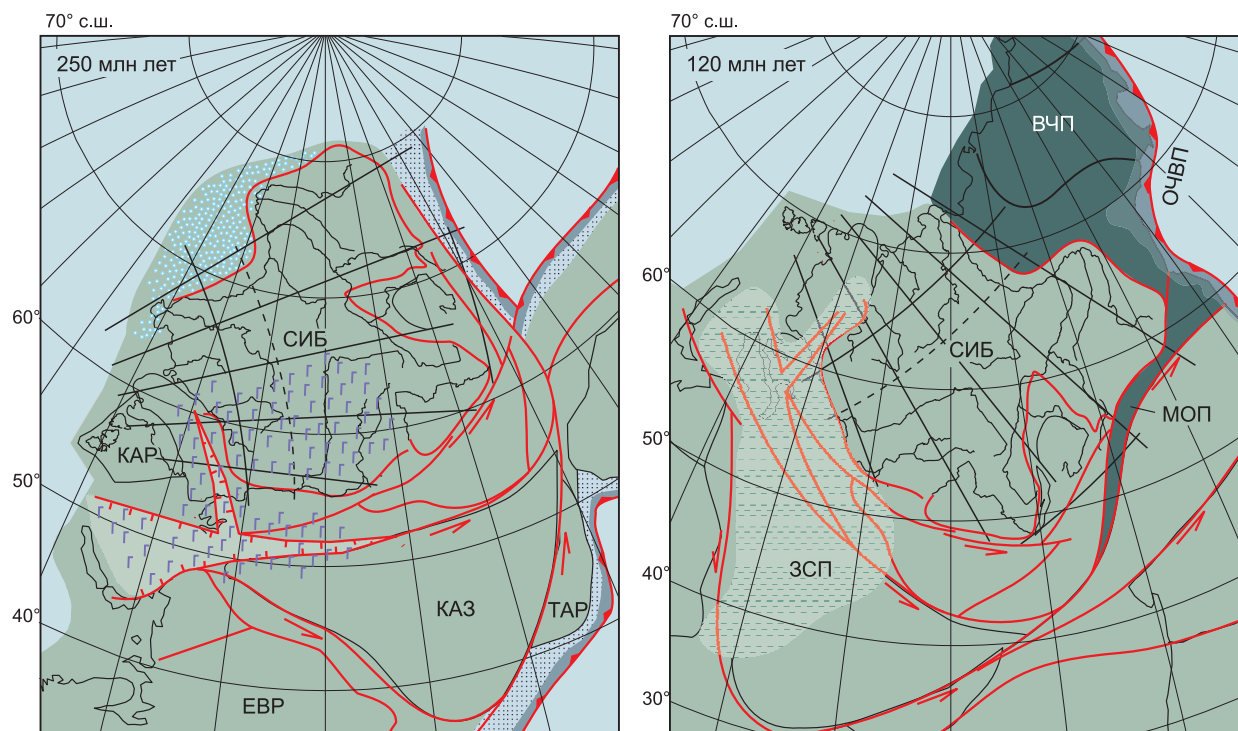 70° с.ш.
250 млн лет
60°
50°
40°
СИБ
КАР
КАЗ
ТАР
ЕВР
70° с.ш.
120 млн лет
60°
50°
40°
30°
ВЧП
ОЧВП
СИБ
МОП
ЗСП